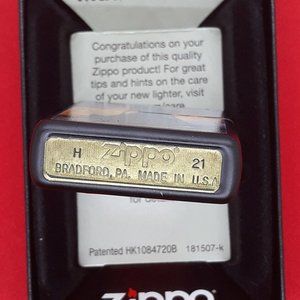 Congratulations on your
purchase of this quality
Zippo product! For great
tips and hints on the care
of your new lighter, visit
H zippo® 21
BRADFORD, PA. MADE IN U.S.A
Patented HK1084720B 181507-k
zippo